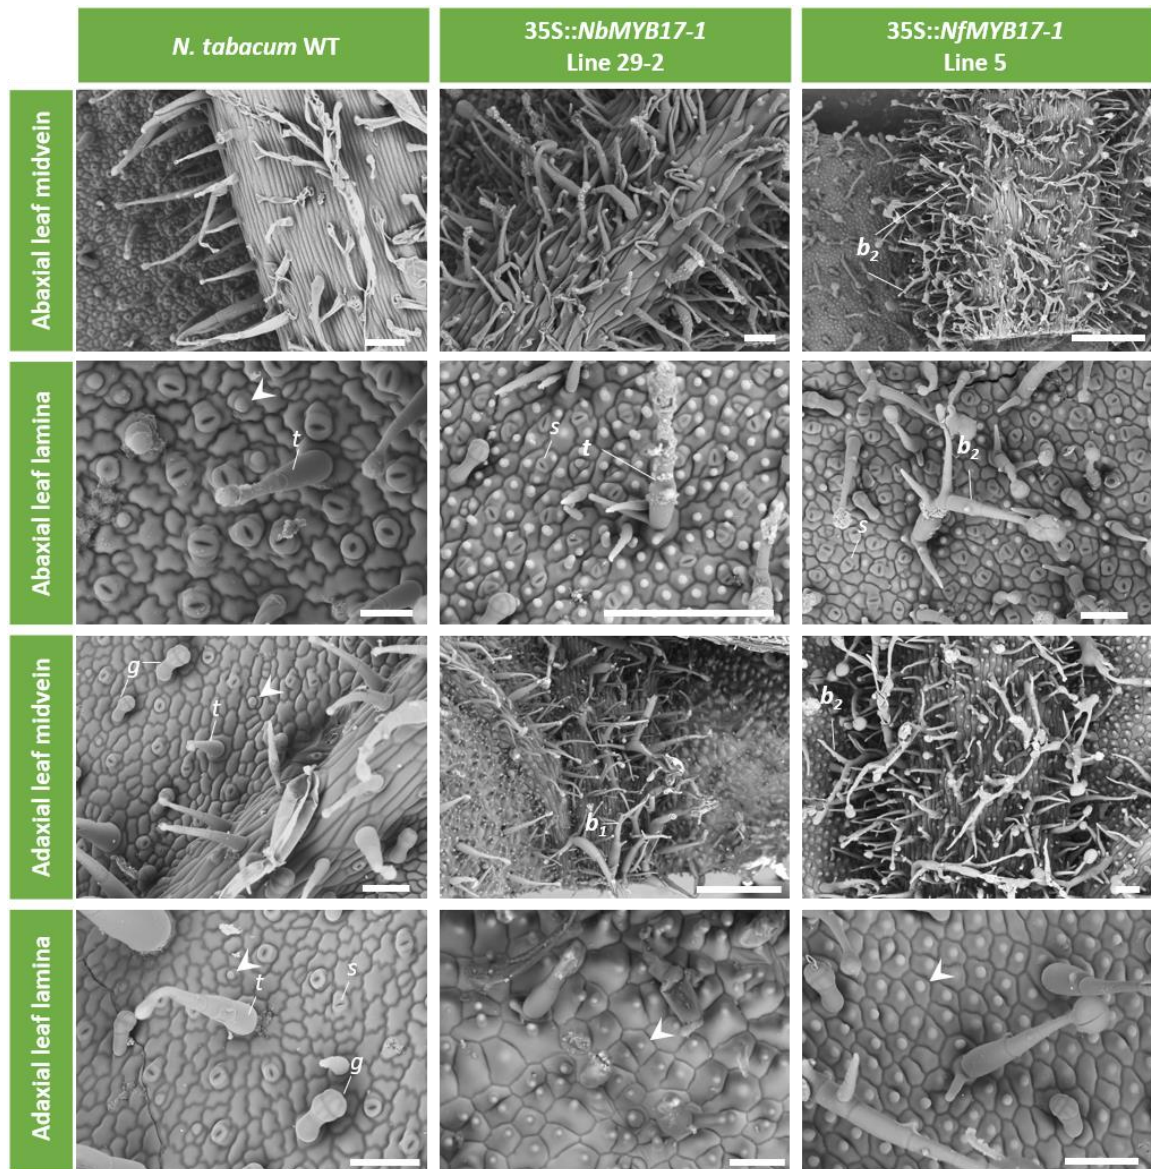 N. tabacum WT
35S::NbMYB17-1
Line 29-2
35S::NfMYB17-1
Line 5
Abaxial leaf midvein
b2
Abaxial leaf lamina
t
s
t
b2
s
Adaxial leaf midvein
g
t
b1
b2
Adaxial leaf lamina
t
s
g